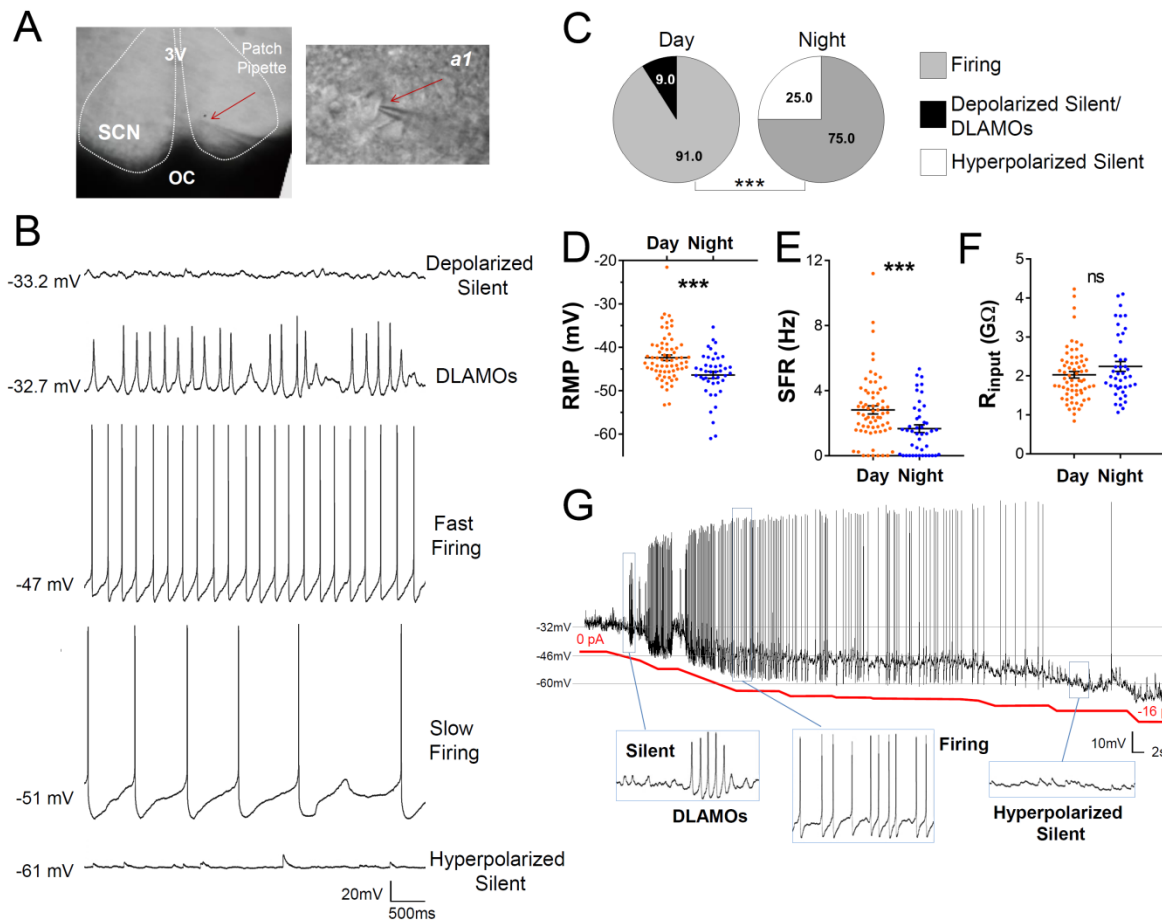 A
3V
Patch
Pipette
SCN
OC
a1
B
-33.2 mV
Depolarized
Silent
-32.7 mV
DLAMOs
-47 mV
Fast
Firing
-51 mV
Slow
Firing
-61 mV
Hyperpolarized
Silent
20mV
500ms
C
Day
Night
9.0
91.0
25.0
75.0
***
Firing
Depolarized Silent/
DLAMOs
Hyperpolarized Silent
D
Day Night
***
RMP (mV)
-20
-30
-40
-50
-60
E
***
SFR (Hz)
12
8
4
0
Day Night
F
ns
Rinput (GΩ)
5
4
3
2
1
0
Day Night
G
-32mV
0 pA
-46mV
-60mV
-16
10mV
2s
Silent
DLAMOs
Firing
Hyperpolarized
Silent